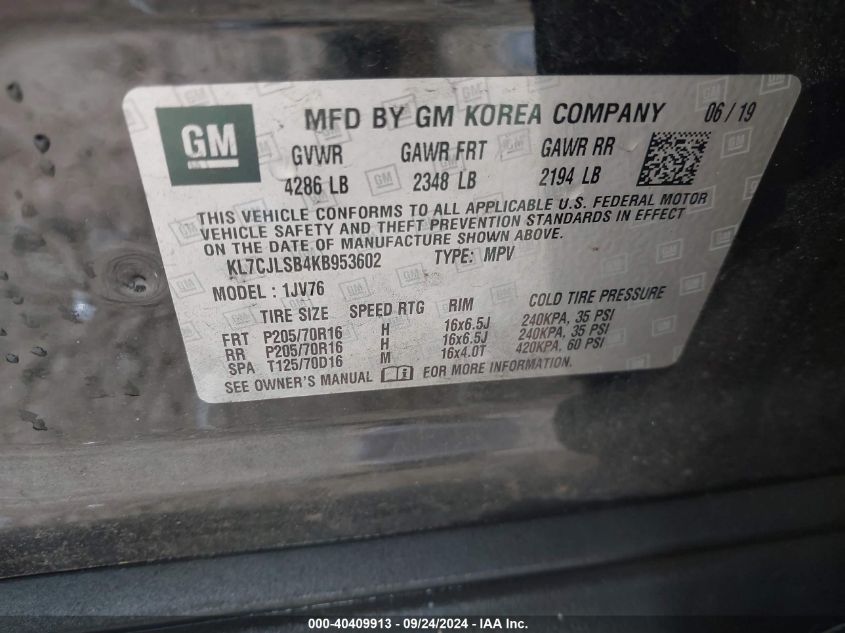 GM MFD BY GM KOREA COMPANY 06 / 19
GVWR GAWR FRT GAWR RR
4286 LB 2348 LB 2194 LB
THIS VEHICLE CONFORMS TO ALL APPLICABLE U.S. FEDERAL MOTOR
VEHICLE SAFETY AND THEFT PREVENTION STANDARDS IN EFFECT
ON THE DATE OF MANUFACTURE SHOWN ABOVE.
KL7CJLSB4KB953602 TYPE: MPV
MODEL : 1JV76
TIRE SIZE SPEED RTG RIM COLD TIRE PRESSURE
FRT P205/70R16 H 16x6.5J 240KPA, 35 PSI
RR P205/70R16 H 16x6.5J 240KPA, 35 PSI
SPA T125/70D16 M 16x4.0T 420KPA, 60 PSI
SEE OWNER'S MANUAL FOR MORE INFORMATION.
000-40409913 - 09/24/2024 - IAA Inc.